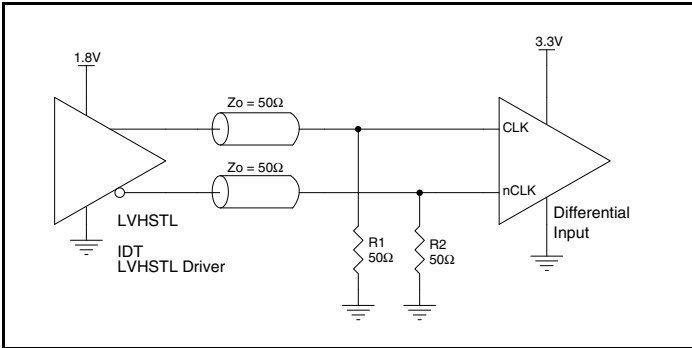 1.8V
3.3V
Zo = 50Ω
CLK
Zo = 50Ω
nCLK
LVHSTL
IDT
LVHSTL Driver
R1
50Ω
R2
50Ω
Differential
Input